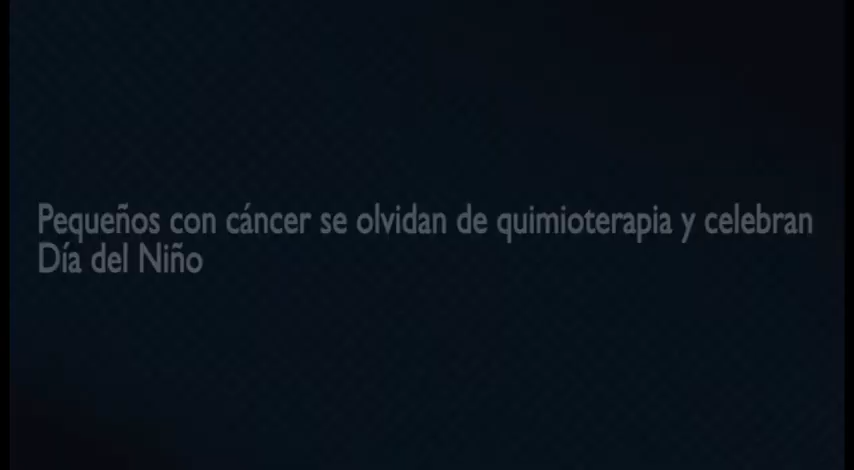 Pequeños con cáncer se olvidan de quimioterapia y celebran
Día del Niño